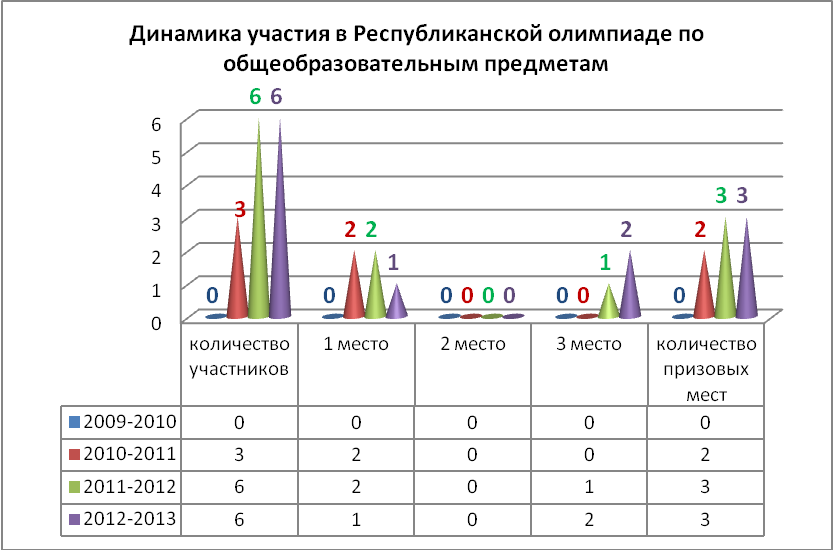 Динамика участия в Республиканской олимпиаде по
общеобразовательным предметам
6 6
6
5
4
3
2
1
0
0 3
0 2 2 1
0 0 0 0
0 0 1 2
0 2 3 3
количество
участников
1 место
2 место
3 место
количество
призовых
мест
2009-2010 0 0 0 0 0
2010-2011 3 2 0 0 2
2011-2012 6 2 0 1 3
2012-2013 6 1 0 2 3